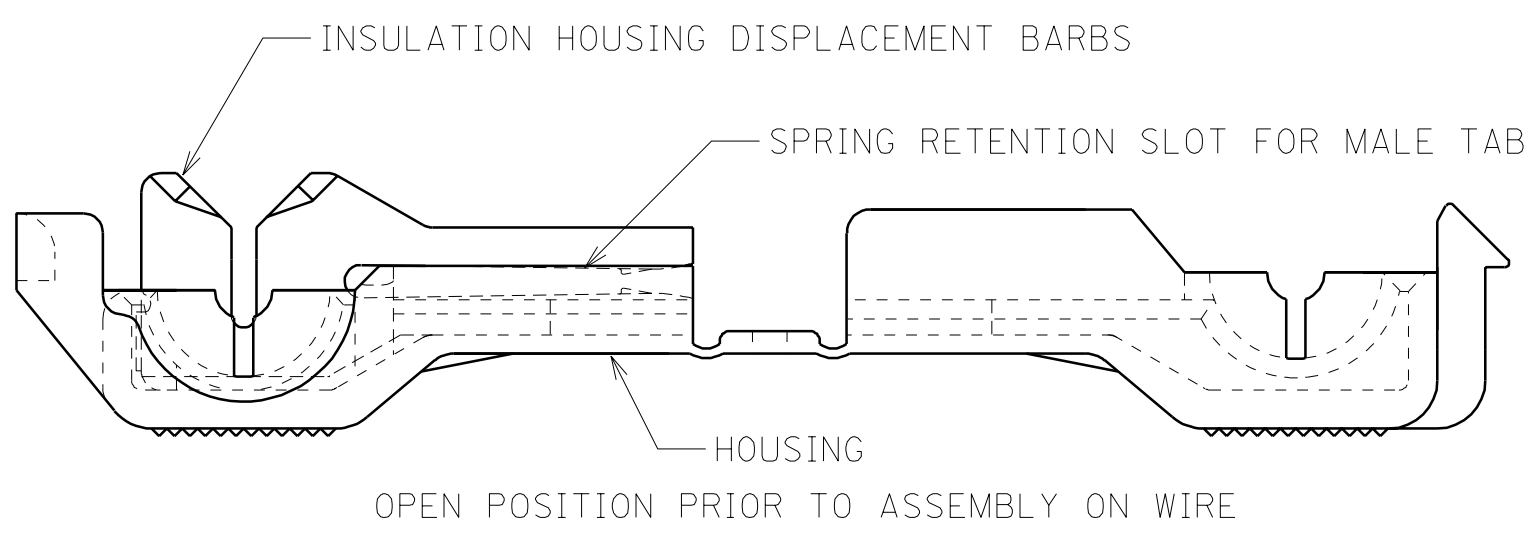 INSULATION HOUSING DISPLACEMENT BARBS
SPRING RETENTION SLOT FOR MALE TAB
HOUSING
OPEN POSITION PRIOR TO ASSEMBLY ON WIRE